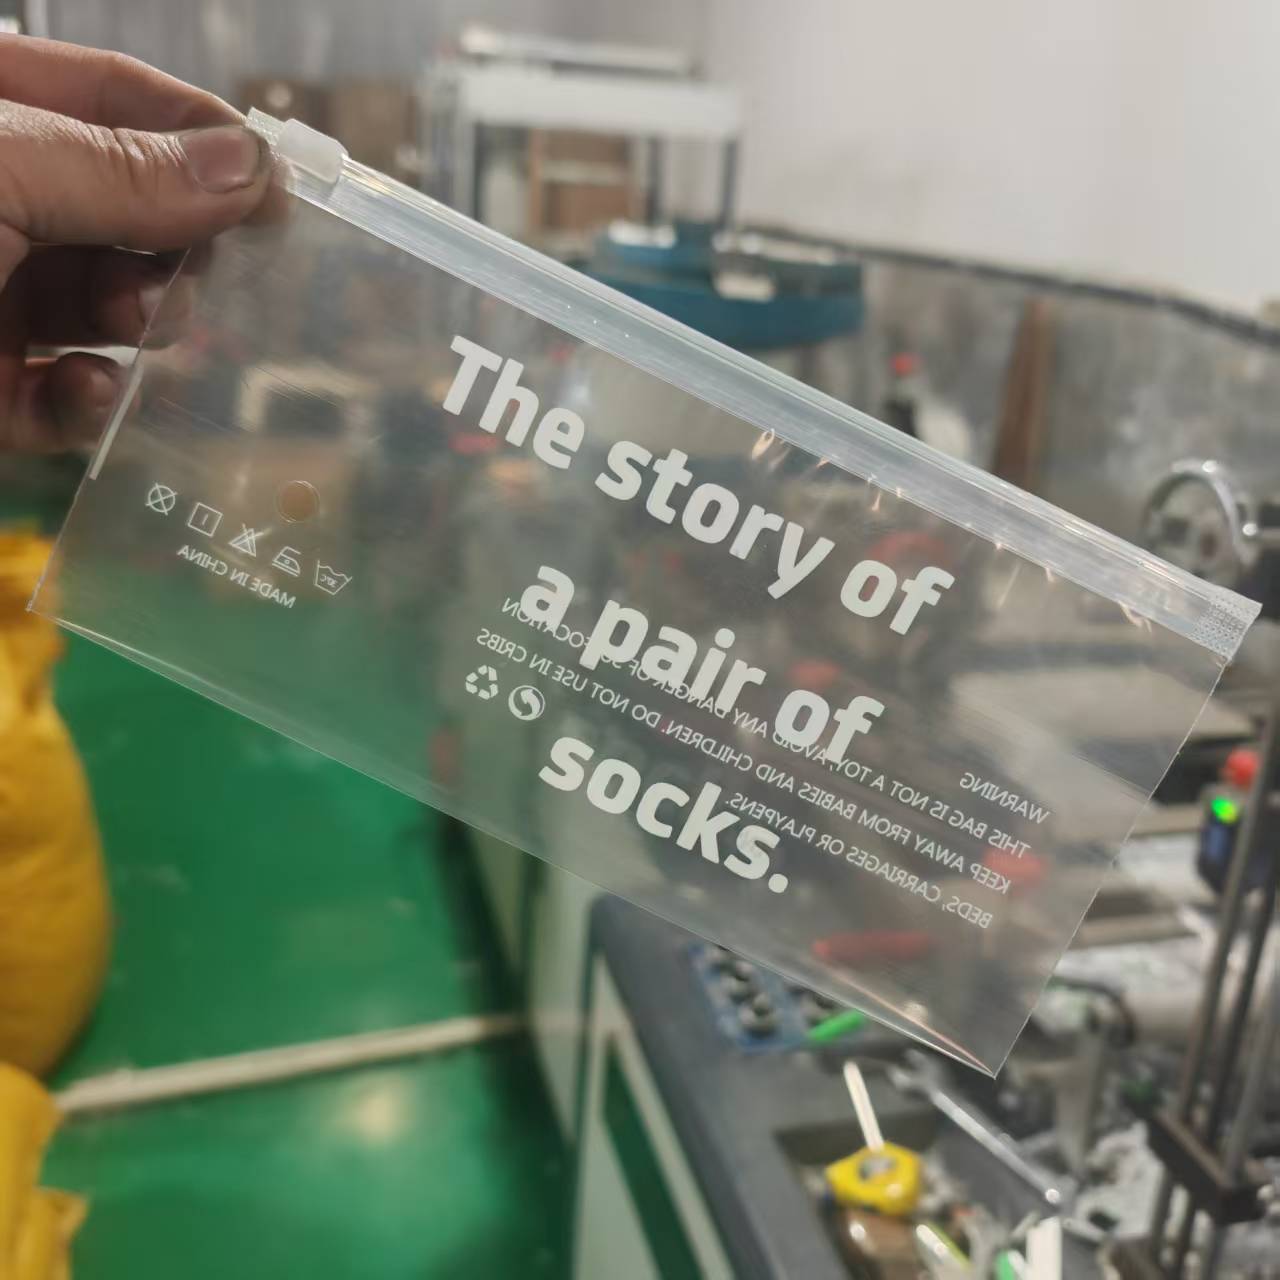 The story of
a pair of
socks.
WARNING
THIS BAG IS NOT A TOY, AVOID ANY DANGER OF SUFFOCATION
KEEP AWAY FROM BABIES AND CHILDREN. DO NOT USE IN CRIBS
BEDS, CARRIAGES OR PLAYPENS.
MADE IN CHINA